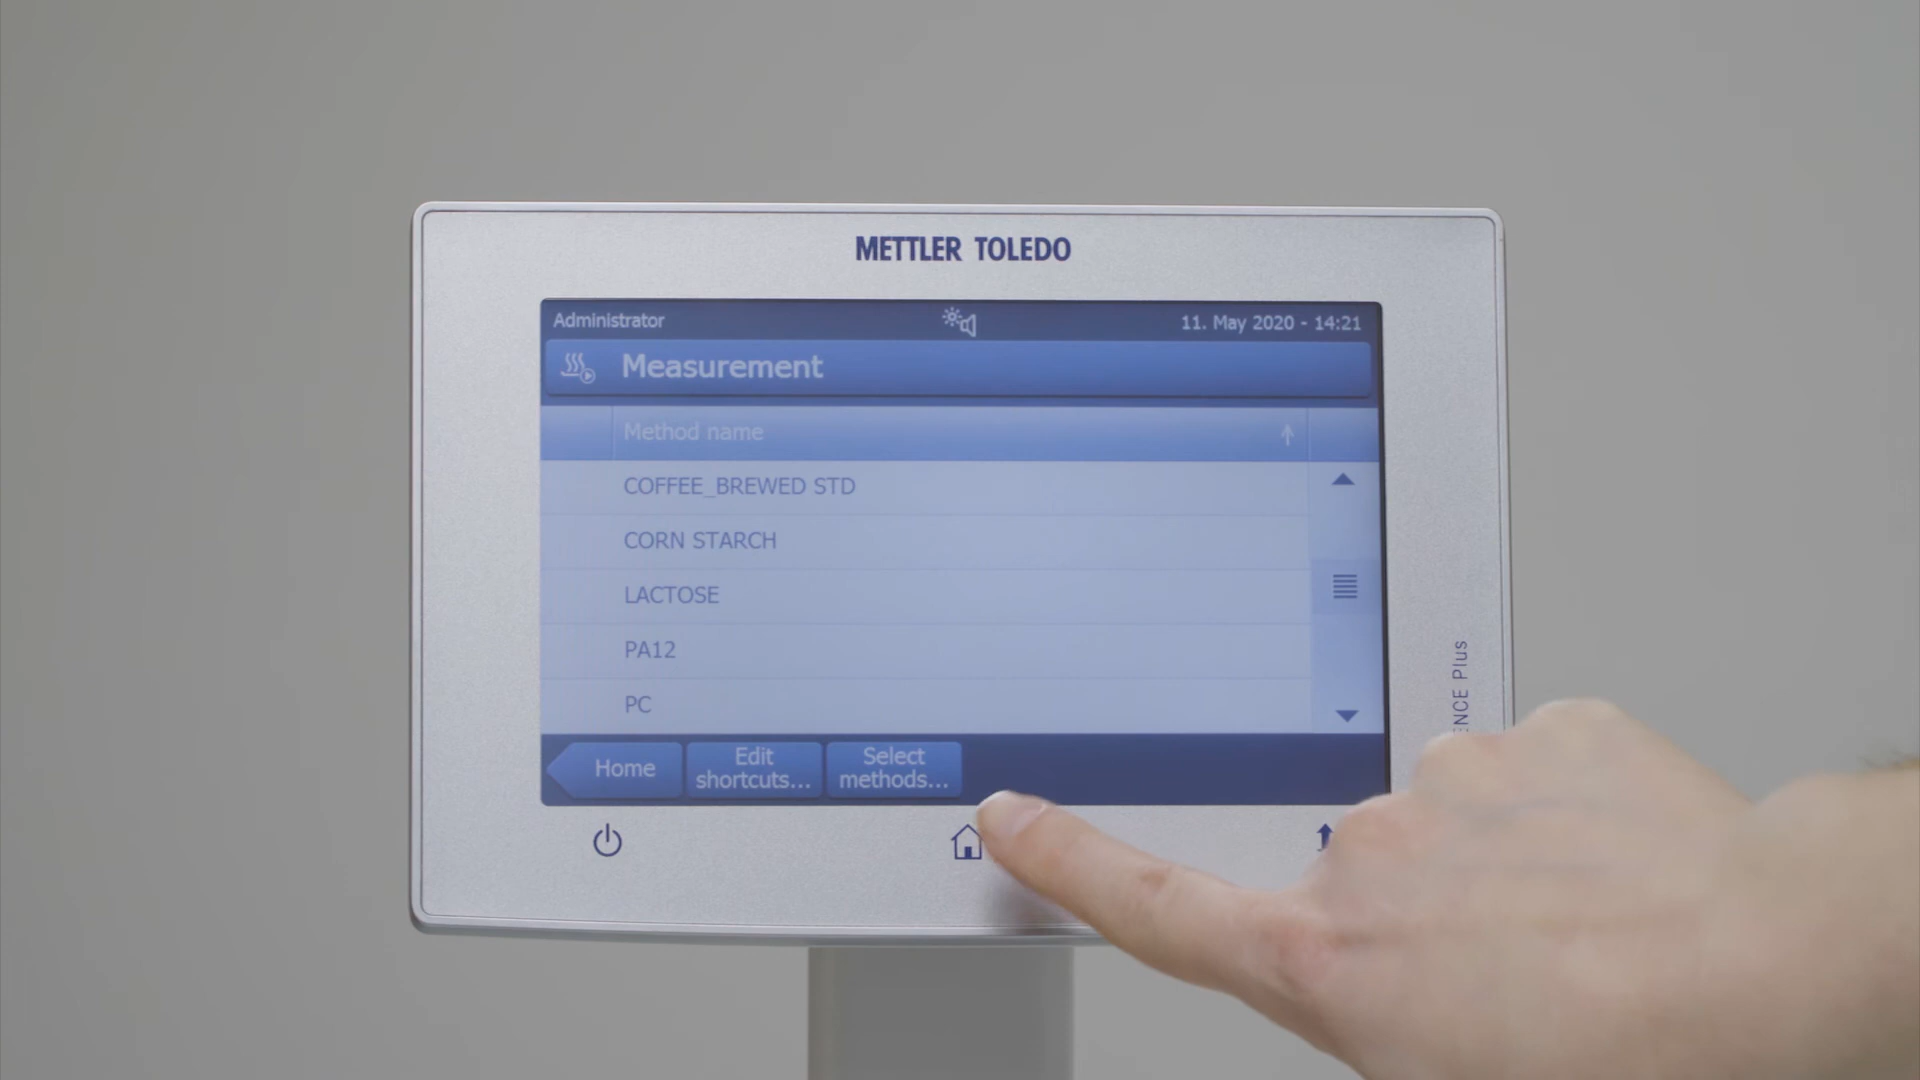 METTLER TOLEDO
Administrator
11. May 2020 - 14:21
Measurement
Method name
COFFEE_BREWED STD
CORN STARCH
LACTOSE
PA12
PC
Home
Edit
shortcuts...
Select
methods...
Plus